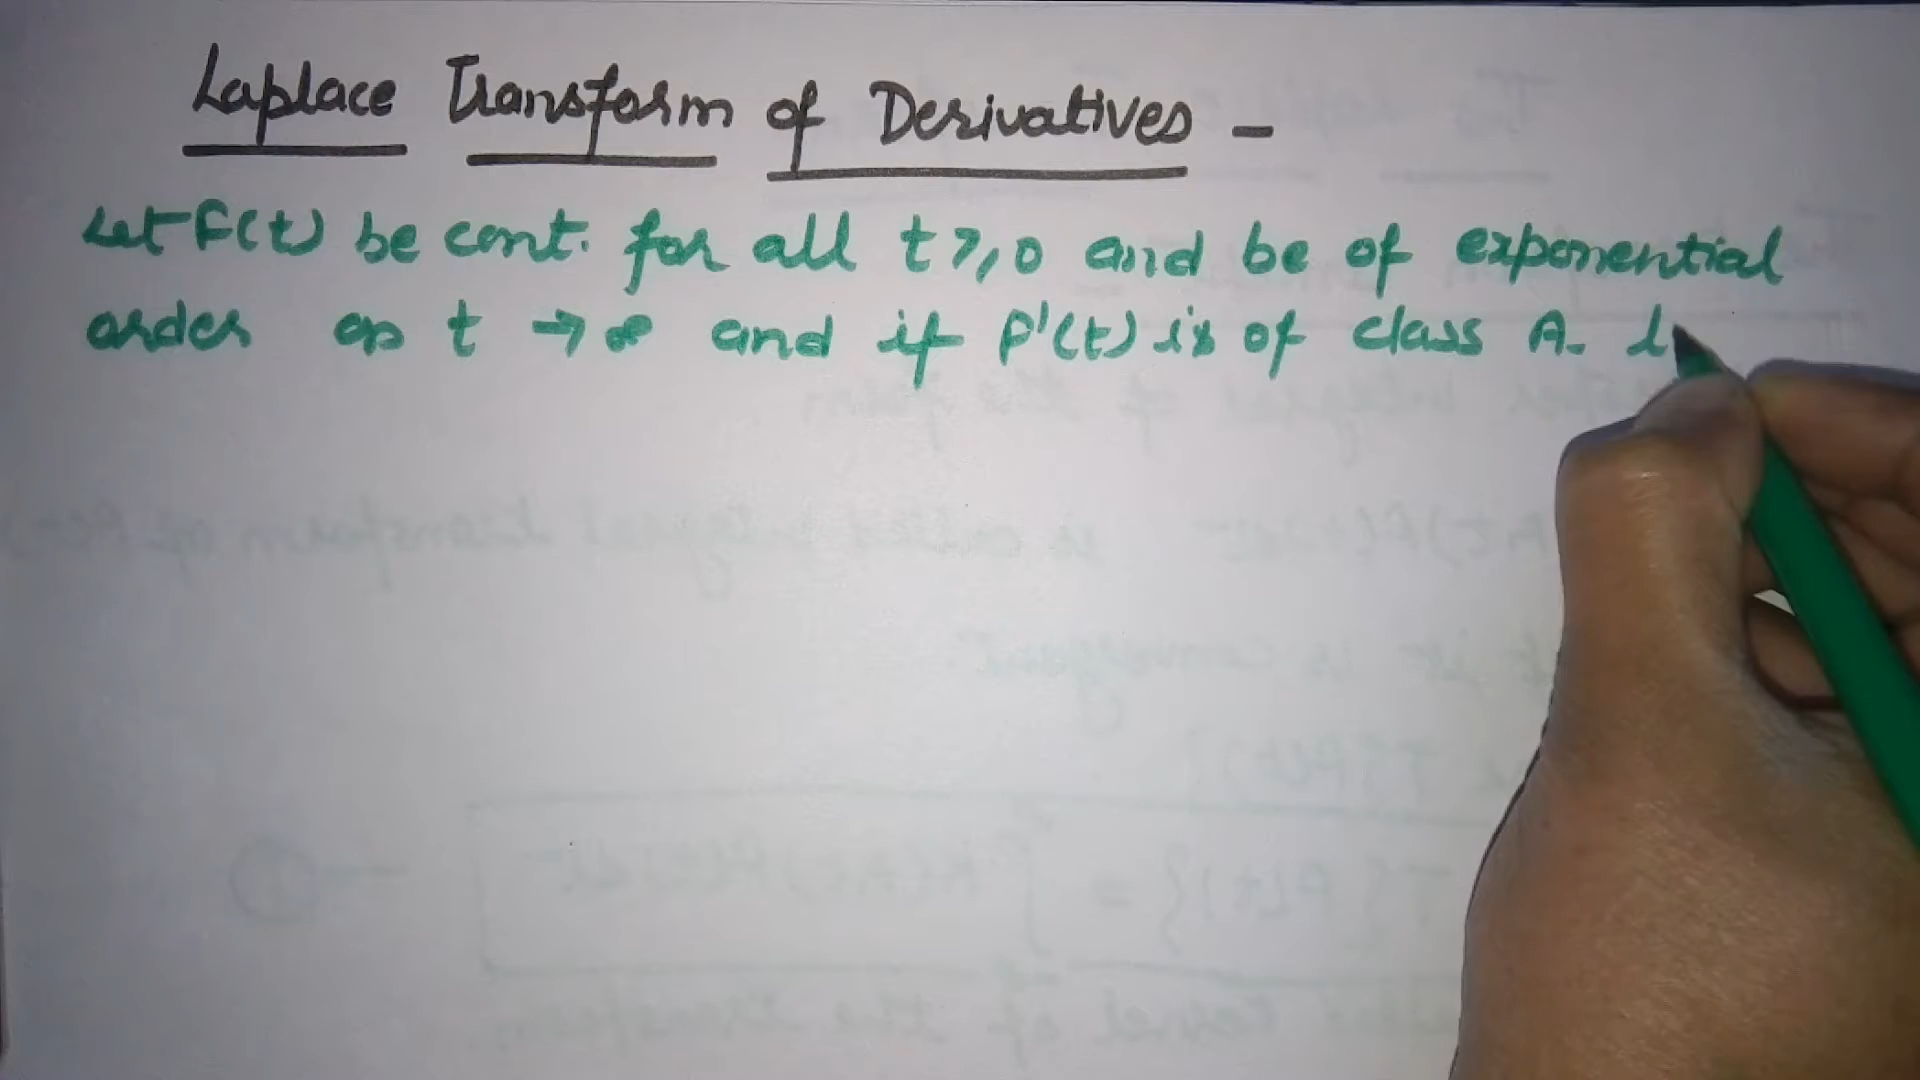 Laplace Transform of Derivatives -
Let F(t) be cont. for all t ≥ 0 and be of exponential
order as t → ∞ and if F'(t) is of class A.